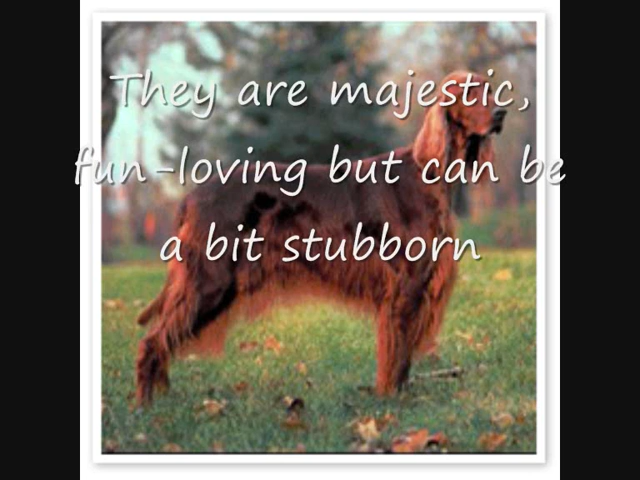 They are majestic,
fun-loving but can be
a bit stubborn